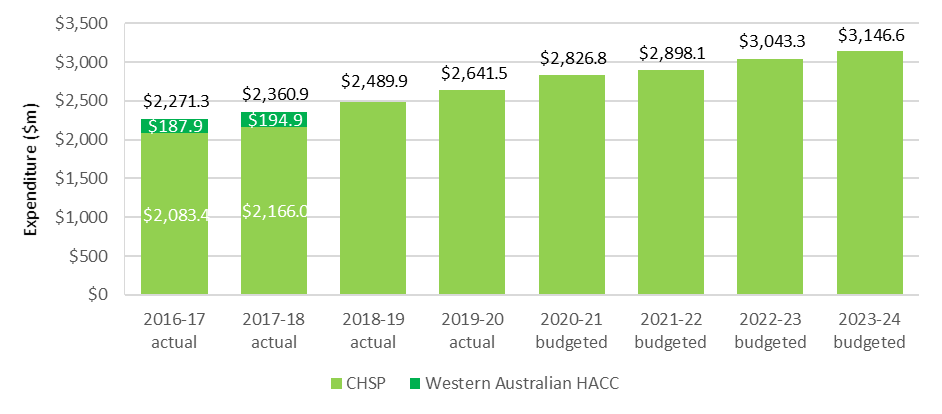 $3,500
$3,000
$2,500
$2,000
$1,500
$1,000
$500
$0
Expenditure ($m)
$2,271.3
$187.9
$2,083.4
$2,360.9
$194.9
$2,166.0
$2,489.9
$2,641.5
$2,826.8
$2,898.1
$3,043.3
$3,146.6
2016-17
actual
2017-18
actual
2018-19
actual
2019-20
actual
2020-21
budgeted
2021-22
budgeted
2022-23
budgeted
2023-24
budgeted
CHSP
Western Australian HACC